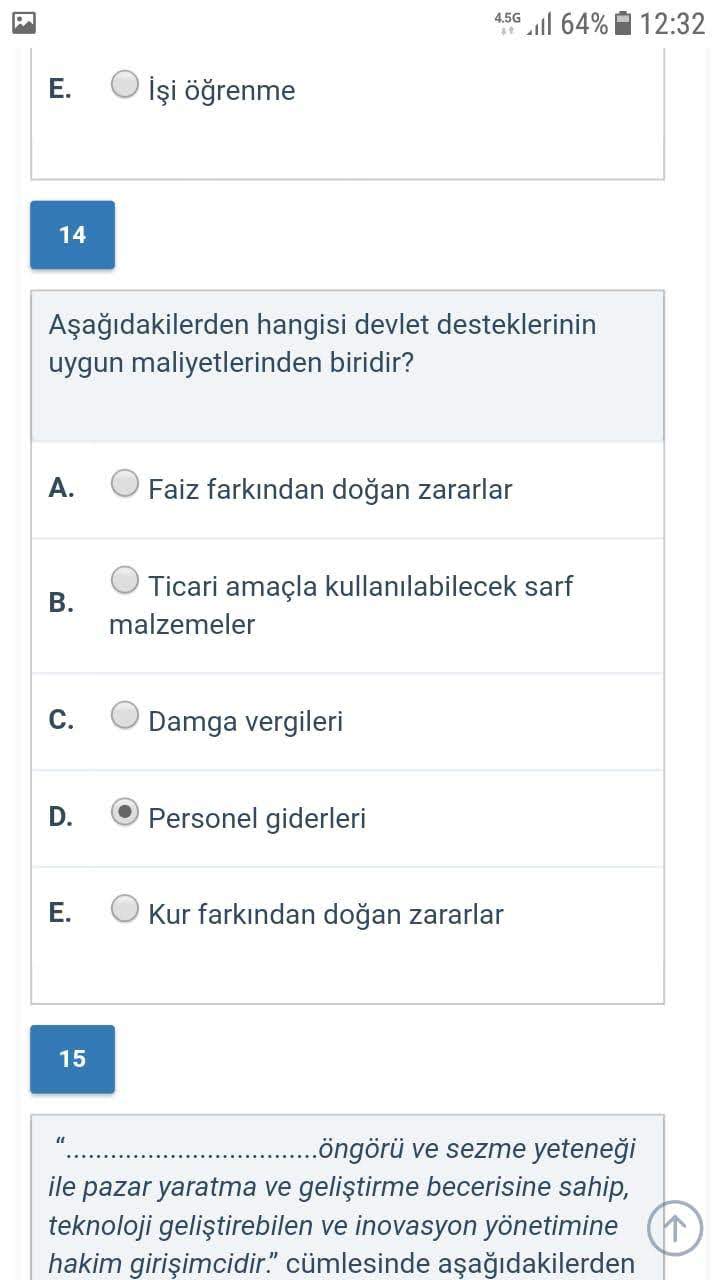 4.5G 64% 12:32
E. İşi öğrenme
14
Aşağıdakilerden hangisi devlet desteklerinin
uygun maliyetlerinden biridir?
A. Faiz farkından doğan zararlar
B. Ticari amaçla kullanılabilecek sarf
malzemeler
C. Damga vergileri
D. Personel giderleri
E. Kur farkından doğan zararlar
15
“..................................öngörü ve sezme yeteneği
ile pazar yaratma ve geliştirme becerisine sahip,
teknoloji geliştirebilen ve inovasyon yönetimine
hakim girişimcidir.” cümlesinde aşağıdakilerden